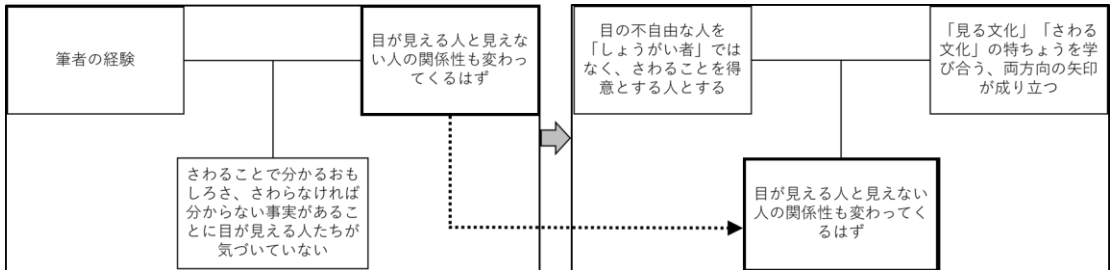 筆者の経験
目が見える人と見えな
い人の関係性も変わっ
てくるはず
さわることで分かるおも
しろさ、さわらなければ
分からない事実があるこ
とに目が見える人たちが
気づいていない
目の不自由な人を
「しょうがい者」では
なく、さわることを得
意とする人とする
「見る文化」「さわる
文化」の特ちょうを学
び合う、両方向の矢印
が成り立つ
目が見える人と見えない
人の関係性も変わってく
るはず